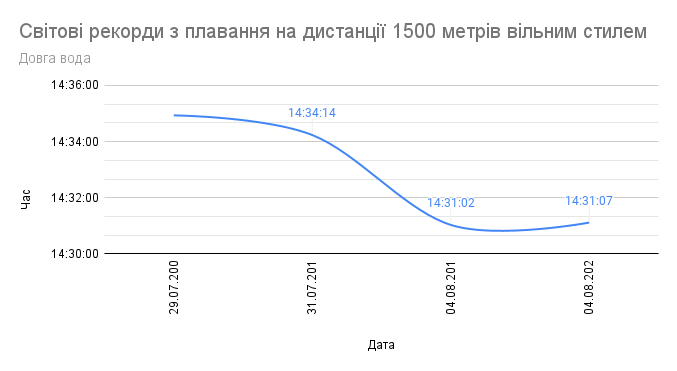 Світові рекорди з плавання на дистанції 1500 метрів вільним стилем
Довга вода
14:36:00
14:34:00
14:32:00
14:30:00
Час
14:34:14
14:31:02
14:31:07
29.07.200
31.07.201
04.08.201
04.08.202
Дата